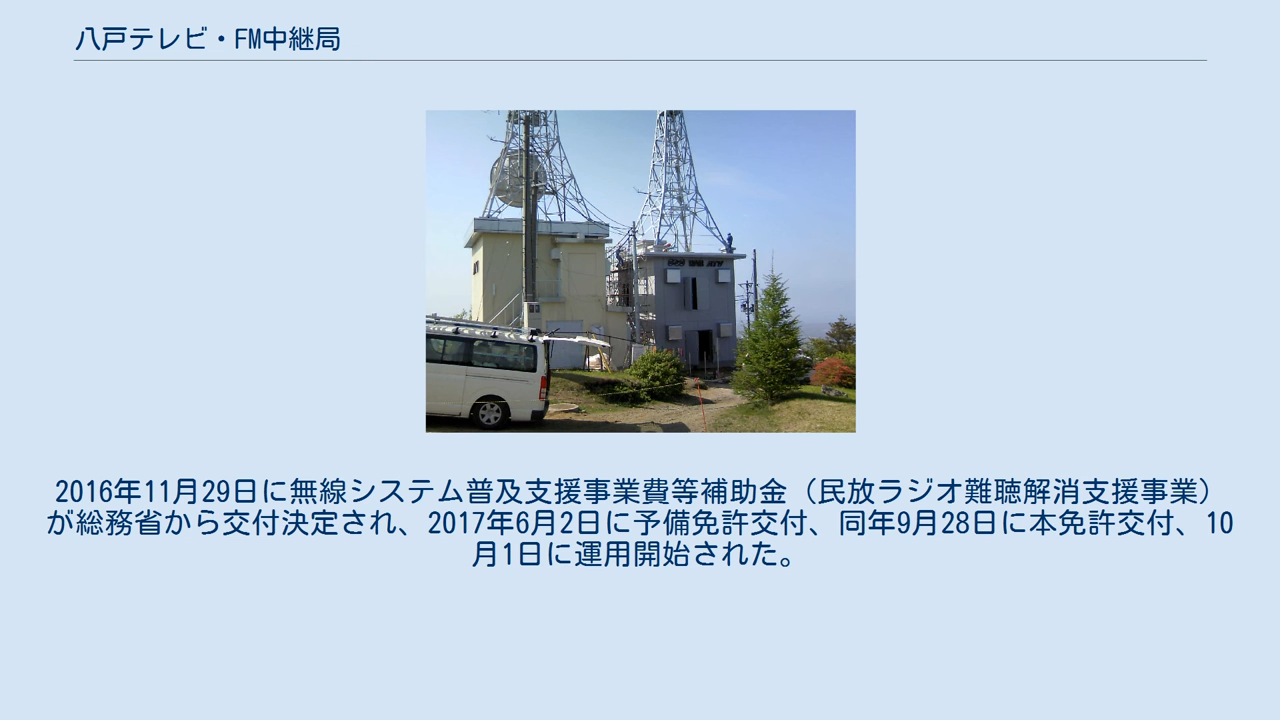 八戸テレビ・FM中継局
2016年11月29日に無線システム普及支援事業費等補助金（民放ラジオ難聴解消支援事業）
が総務省から交付決定され、2017年6月2日に予備免許交付、同年9月28日に本免許交付、10
月1日に運用開始された。